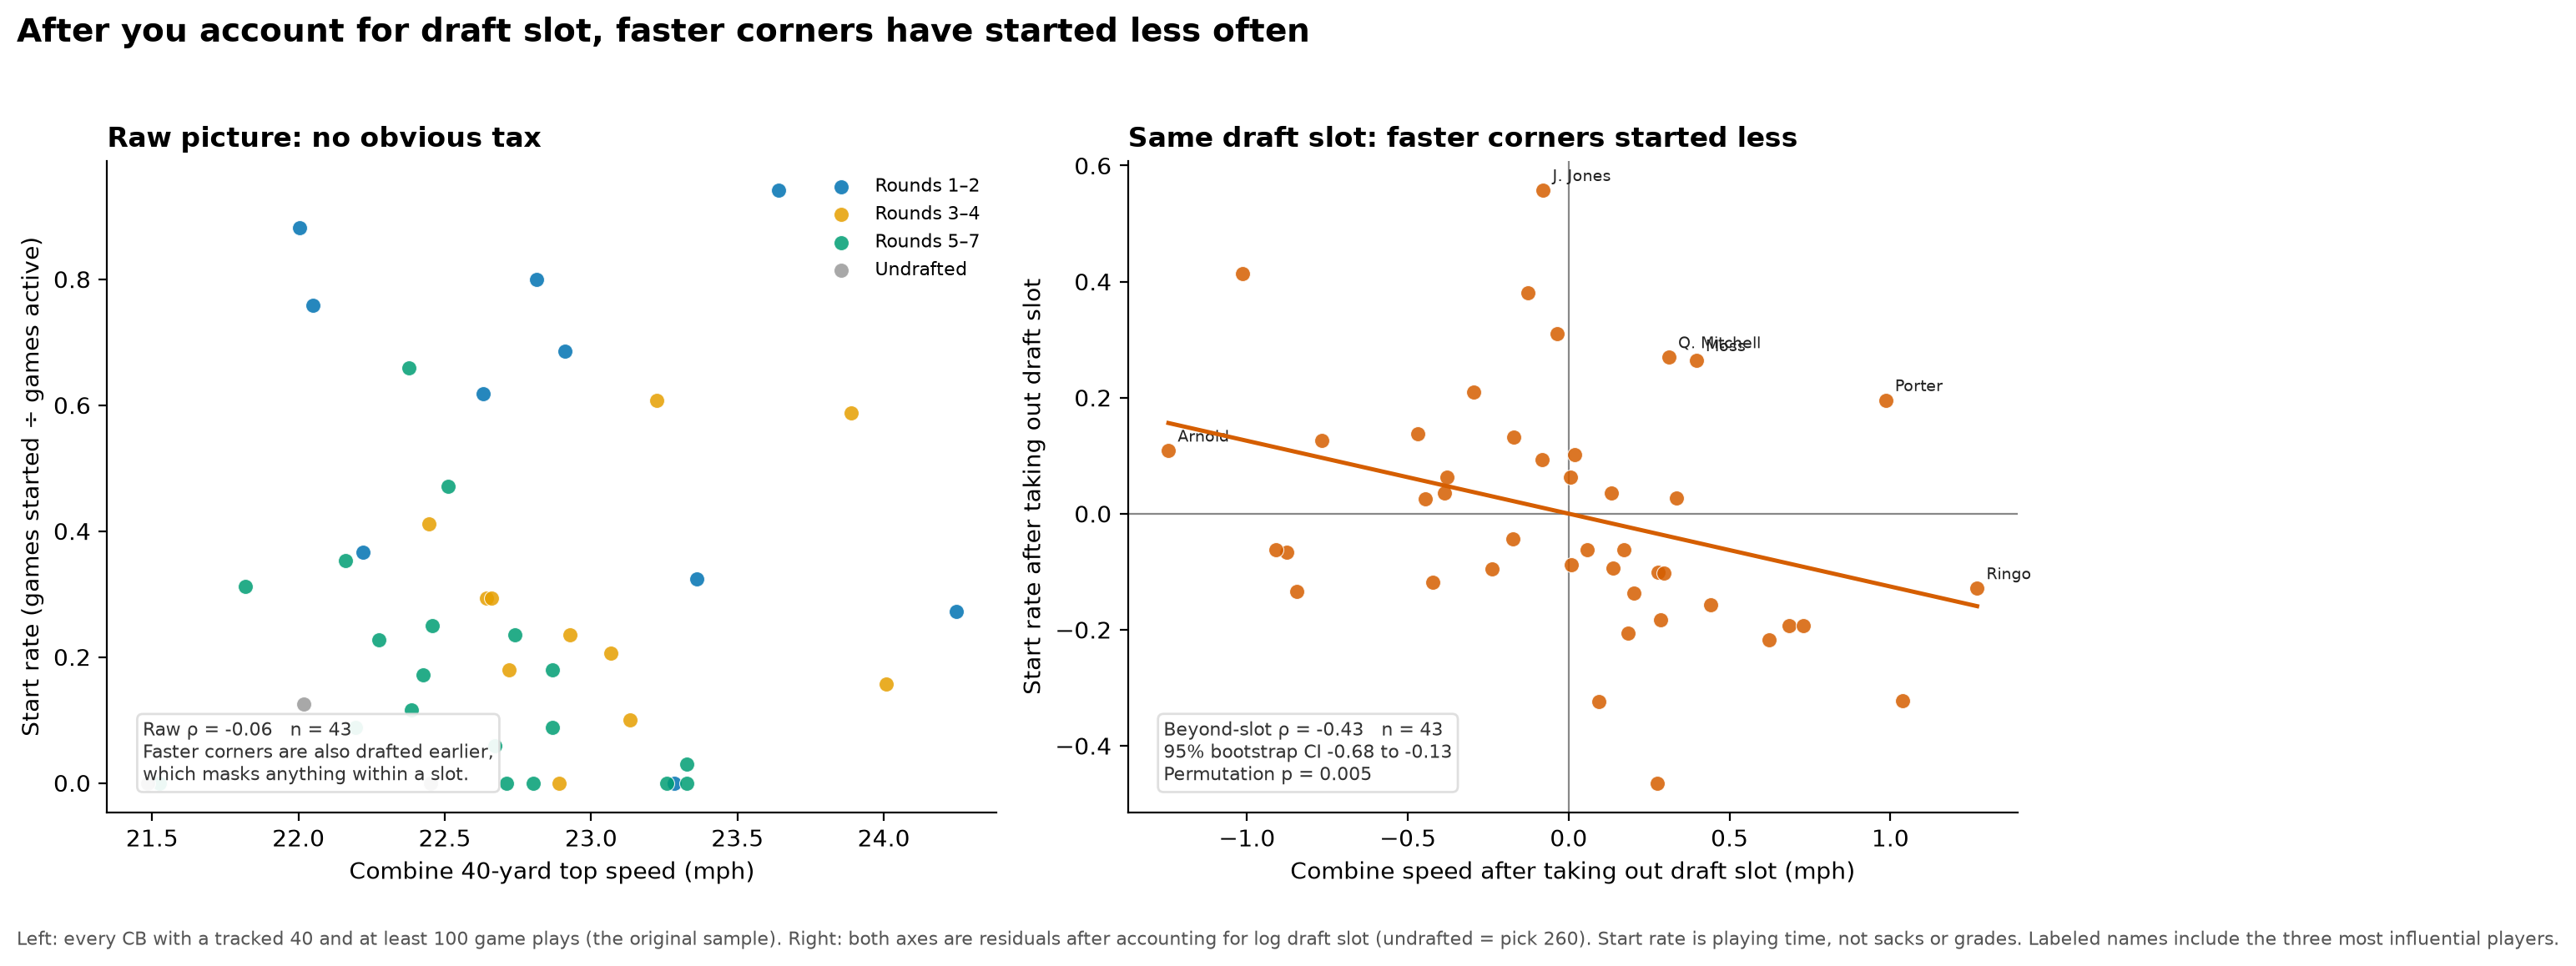 After you account for draft slot, faster corners have started less often
Raw picture: no obvious tax
Start rate (games started ÷ games active)
0.8
0.6
0.4
0.2
0.0
Rounds 1–2
Rounds 3–4
Rounds 5–7
Undrafted
Raw ρ = -0.06 n = 43
Faster corners are also drafted earlier,
which masks anything within a slot.
21.5 22.0 22.5 23.0 23.5 24.0
Combine 40-yard top speed (mph)
Same draft slot: faster corners started less
Start rate after taking out draft slot
0.6
0.4
0.2
0.0
−0.2
−0.4
J. Jones
Q. Mitchell
Moss
Porter
Arnold
Ringo
Beyond-slot ρ = -0.43 n = 43
95% bootstrap CI -0.68 to -0.13
Permutation p = 0.005
−1.0 −0.5 0.0 0.5 1.0
Combine speed after taking out draft slot (mph)
Left: every CB with a tracked 40 and at least 100 game plays (the original sample). Right: both axes are residuals after accounting for log draft slot (undrafted = pick 260). Start rate is playing time, not sacks or grades. Labeled names include the three most influential players.